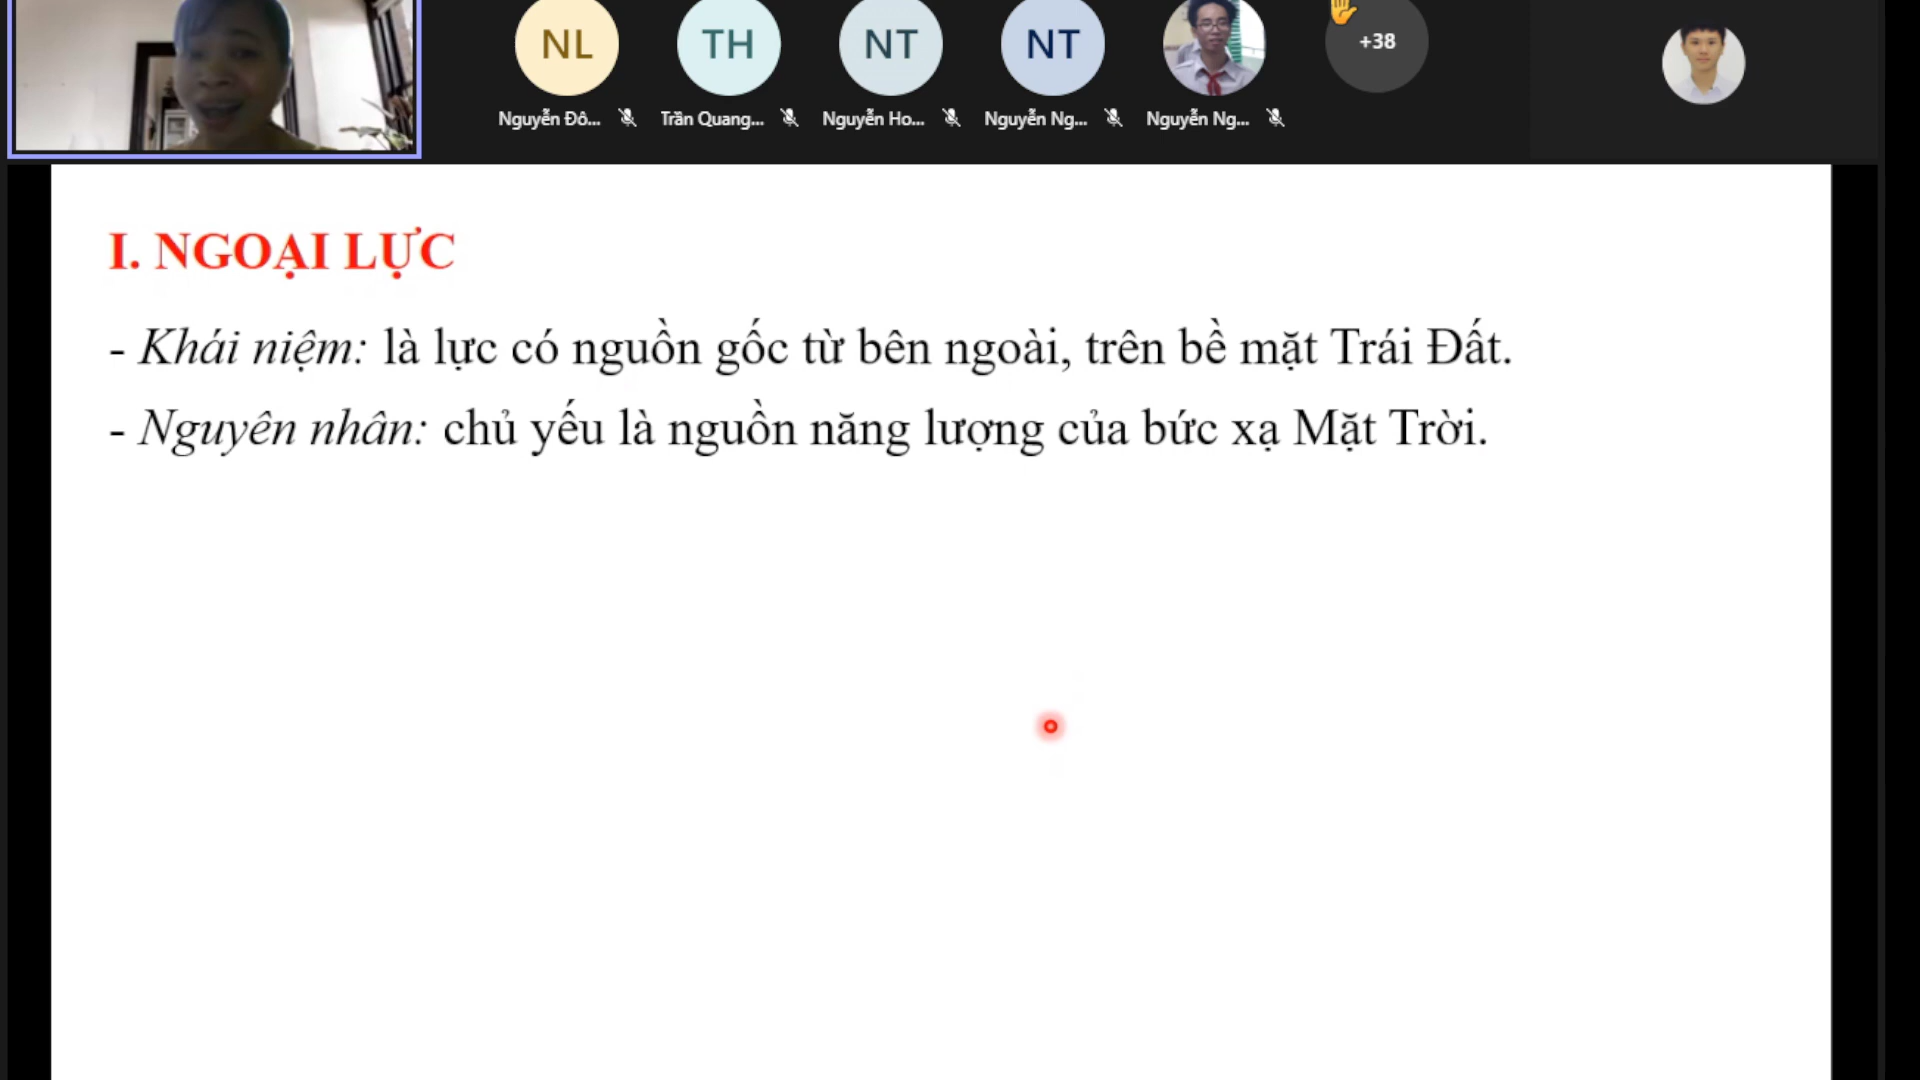 NL
TH
NT
NT
+38
Nguyễn Đô...
Trần Quang...
Nguyễn Ho...
Nguyễn Ng...
Nguyễn Ng...
I. NGOẠI LỰC
- Khái niệm: là lực có nguồn gốc từ bên ngoài, trên bề mặt Trái Đất.
- Nguyên nhân: chủ yếu là nguồn năng lượng của bức xạ Mặt Trời.